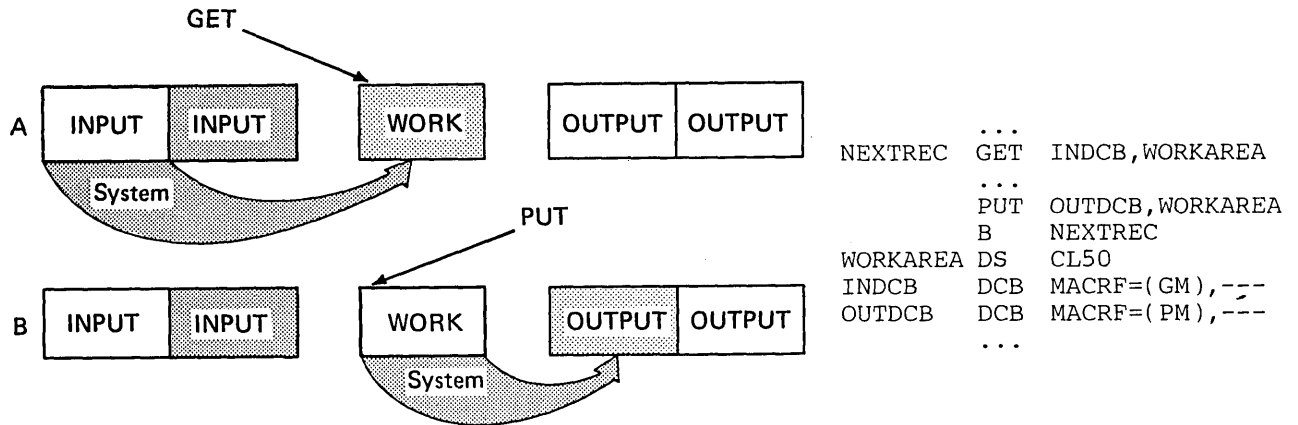 GET
A INPUT INPUT WORK OUTPUT OUTPUT
System
PUT
B INPUT INPUT WORK OUTPUT OUTPUT
System
...
NEXTREC GET INDCB,WORKAREA
...
PUT OUTDCB,WORKAREA
B NEXTREC
WORKAREA DS CL50
INDCB DCB MACRF=(GM),---
OUTDCB DCB MACRF=(PM),---
...